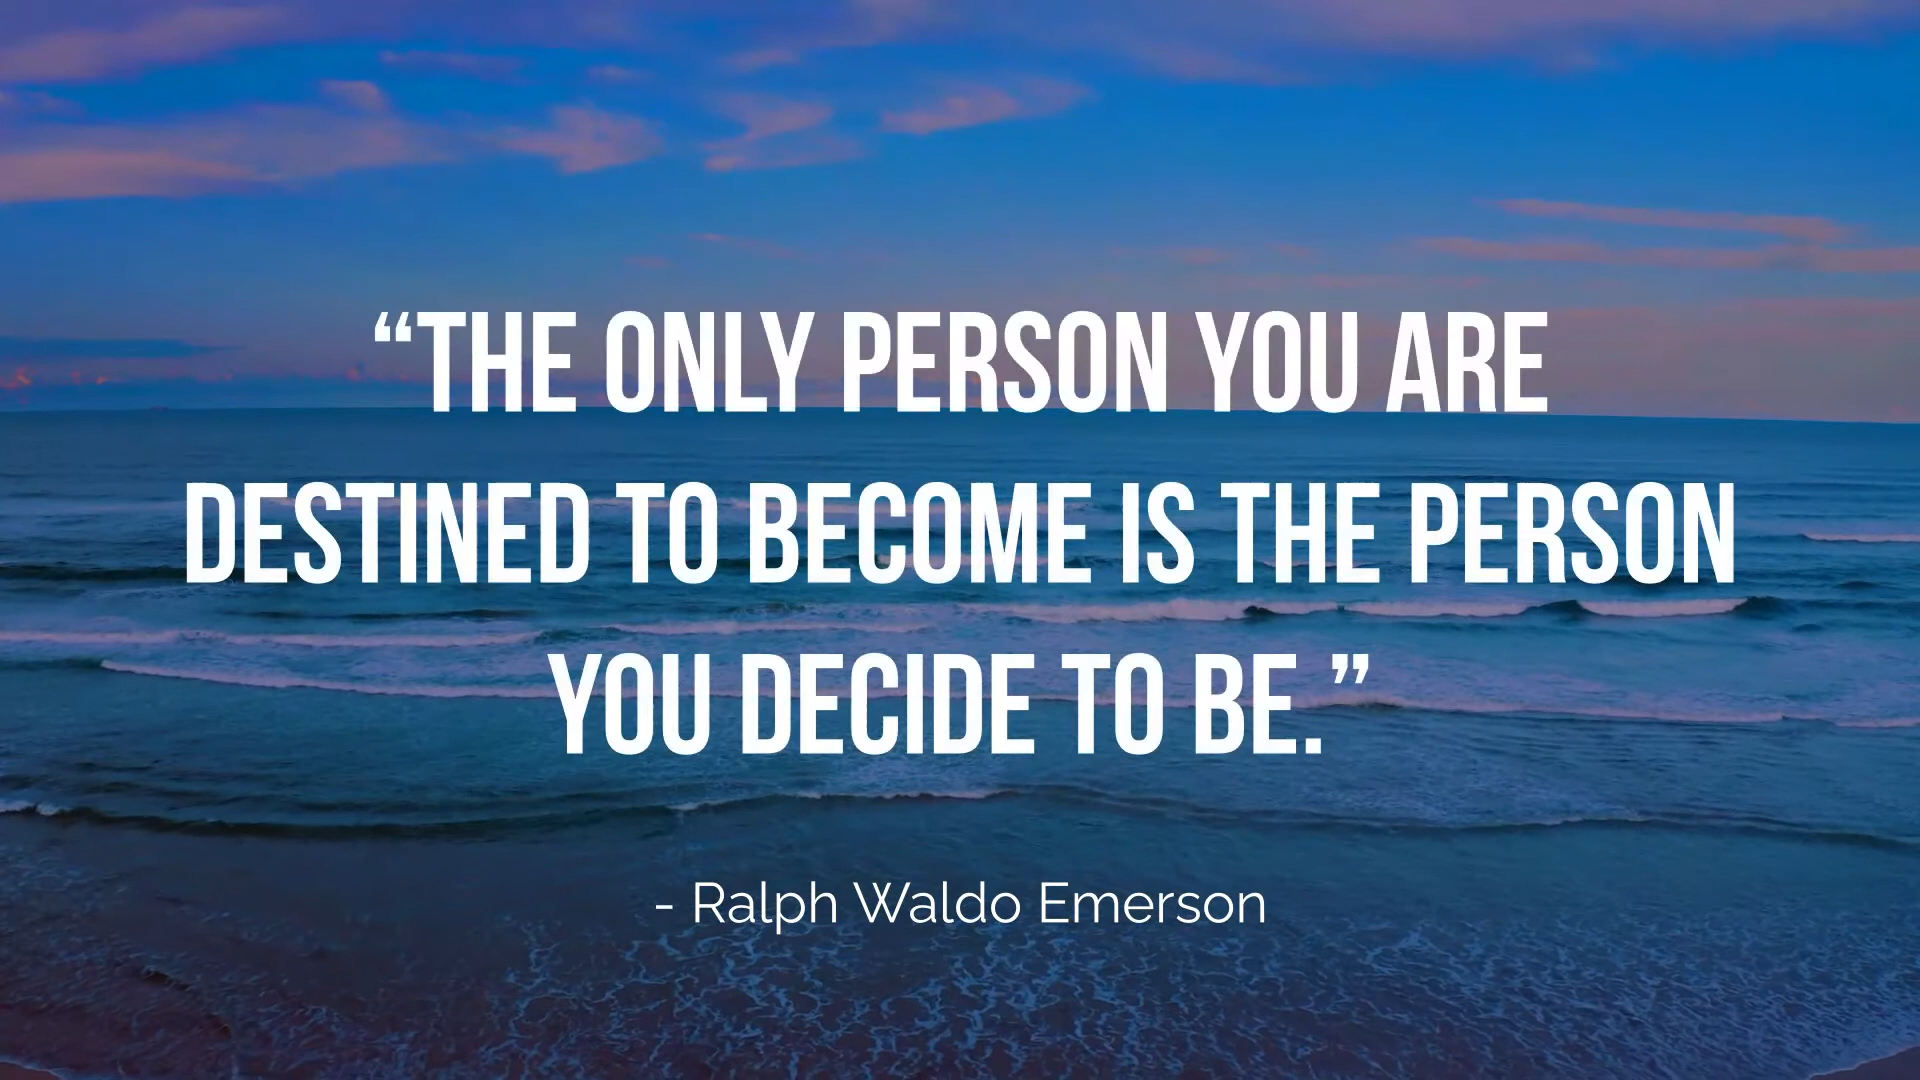 “THE ONLY PERSON YOU ARE
DESTINED TO BECOME IS THE PERSON
YOU DECIDE TO BE.”
- Ralph Waldo Emerson